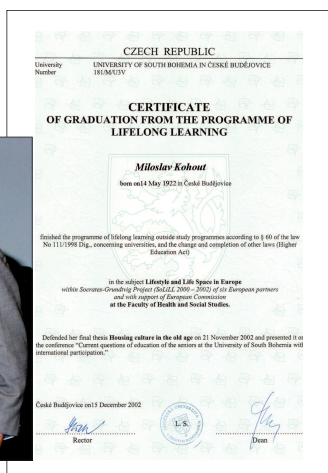 CZECH REPUBLIC
University UNIVERSITY OF SOUTH BOHEMIA IN ČESKÉ BUDĚJOVICE
Number 181/M/U3V
CERTIFICATE
OF GRADUATION FROM THE PROGRAMME OF
LIFELONG LEARNING
Miloslav Kohout
born on14 May 1922 in České Budějovice
finished the programme of lifelong learning outside study programmes according to § 60 of the law
No 111/1998 Dig., concerning universities, and the change and completion of other laws (Higher
Education Act)
in the subject Lifestyle and Life Space in Europe
within Socrates-Grundtvig Project (SoLiLL 2000 – 2002) of six European partners
and with support of European Commission
at the Faculty of Health and Social Studies.
Defended her final thesis Housing culture in the old age on 21 November 2002 and presented it on
the conference "Current questions of education of the seniors at the University of South Bohemia with
international participation."
České Budějovice on15 December 2002
L. S.
Rector Dean